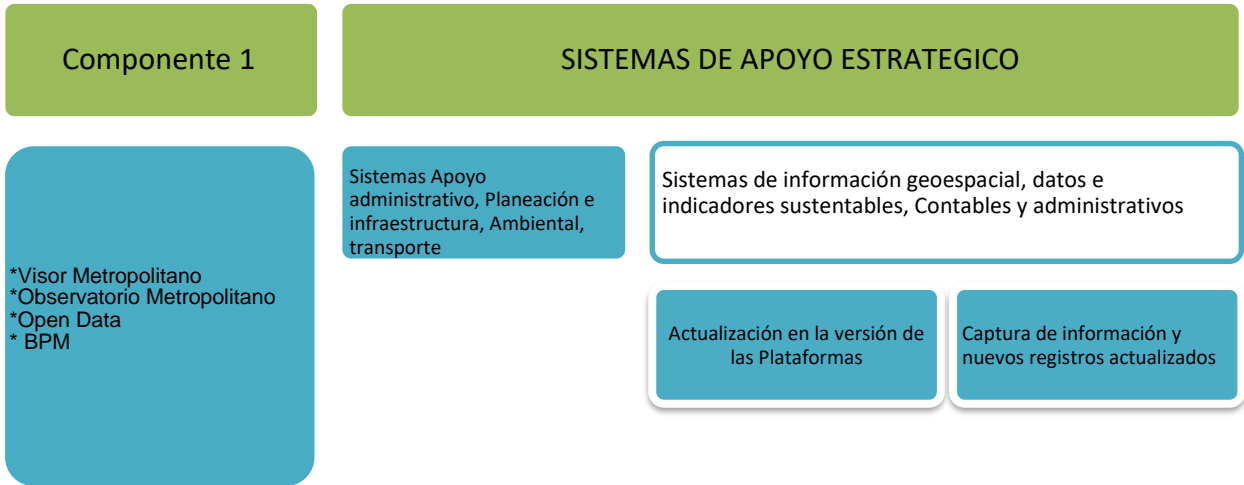 Componente 1
SISTEMAS DE APOYO ESTRATEGICO
*Visor Metropolitano
*Observatorio Metropolitano
*Open Data
* BPM
Sistemas Apoyo
administrativo, Planeación e
infraestructura, Ambiental,
transporte
Sistemas de información geoespacial, datos e
indicadores sustentables, Contables y administrativos
Actualización en la versión de
las Plataformas
Captura de información y
nuevos registros actualizados